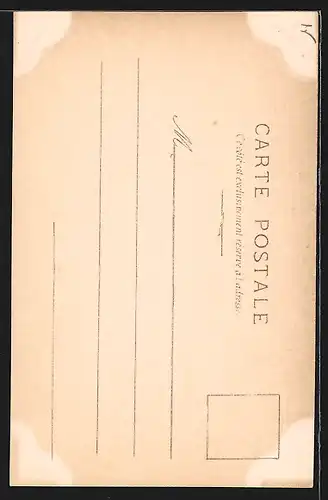 CARTE POSTALE
Ce côté est exclusivement réservé à l'adresse
M